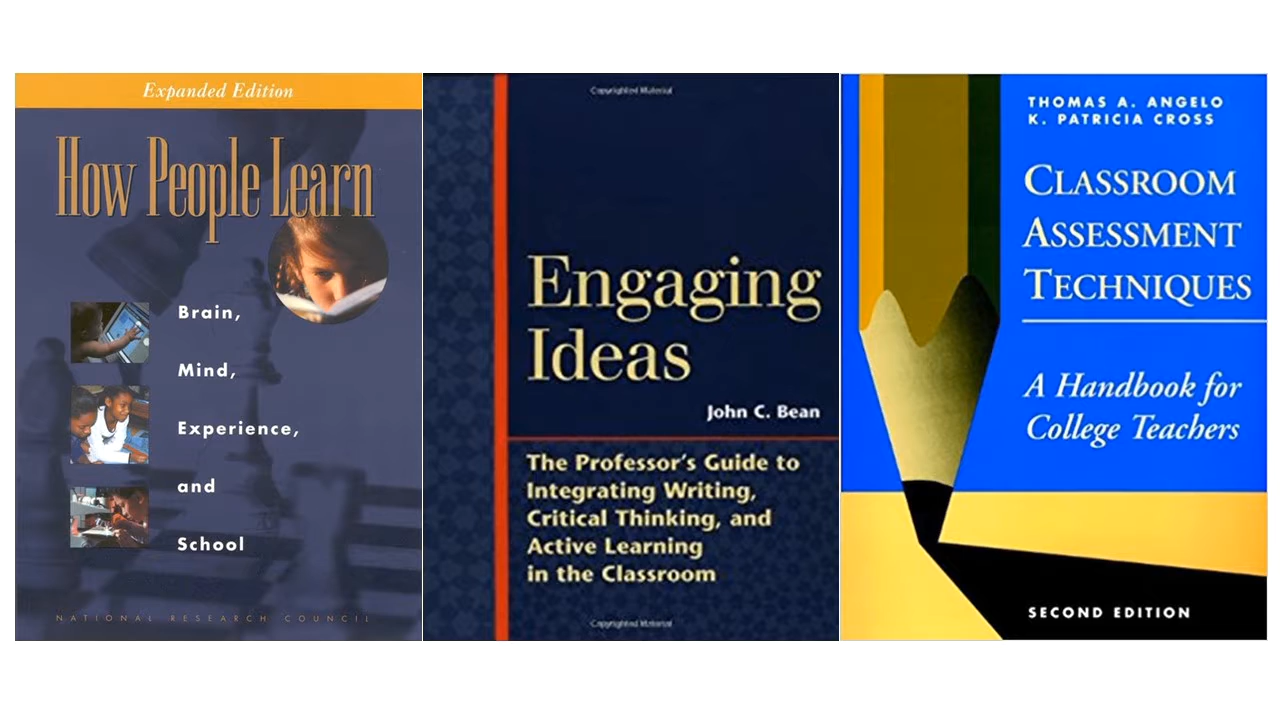 Expanded Edition
How People Learn
Brain,
Mind,
Experience,
and
School
NATIONAL RESEARCH COUNCIL
Copyrighted Material
Engaging
Ideas
John C. Bean
The Professor's Guide to
Integrating Writing,
Critical Thinking, and
Active Learning
in the Classroom
Copyrighted Material
THOMAS A. ANGELO
K. PATRICIA CROSS
CLASSROOM
ASSESSMENT
TECHNIQUES
A Handbook for
College Teachers
SECOND EDITION